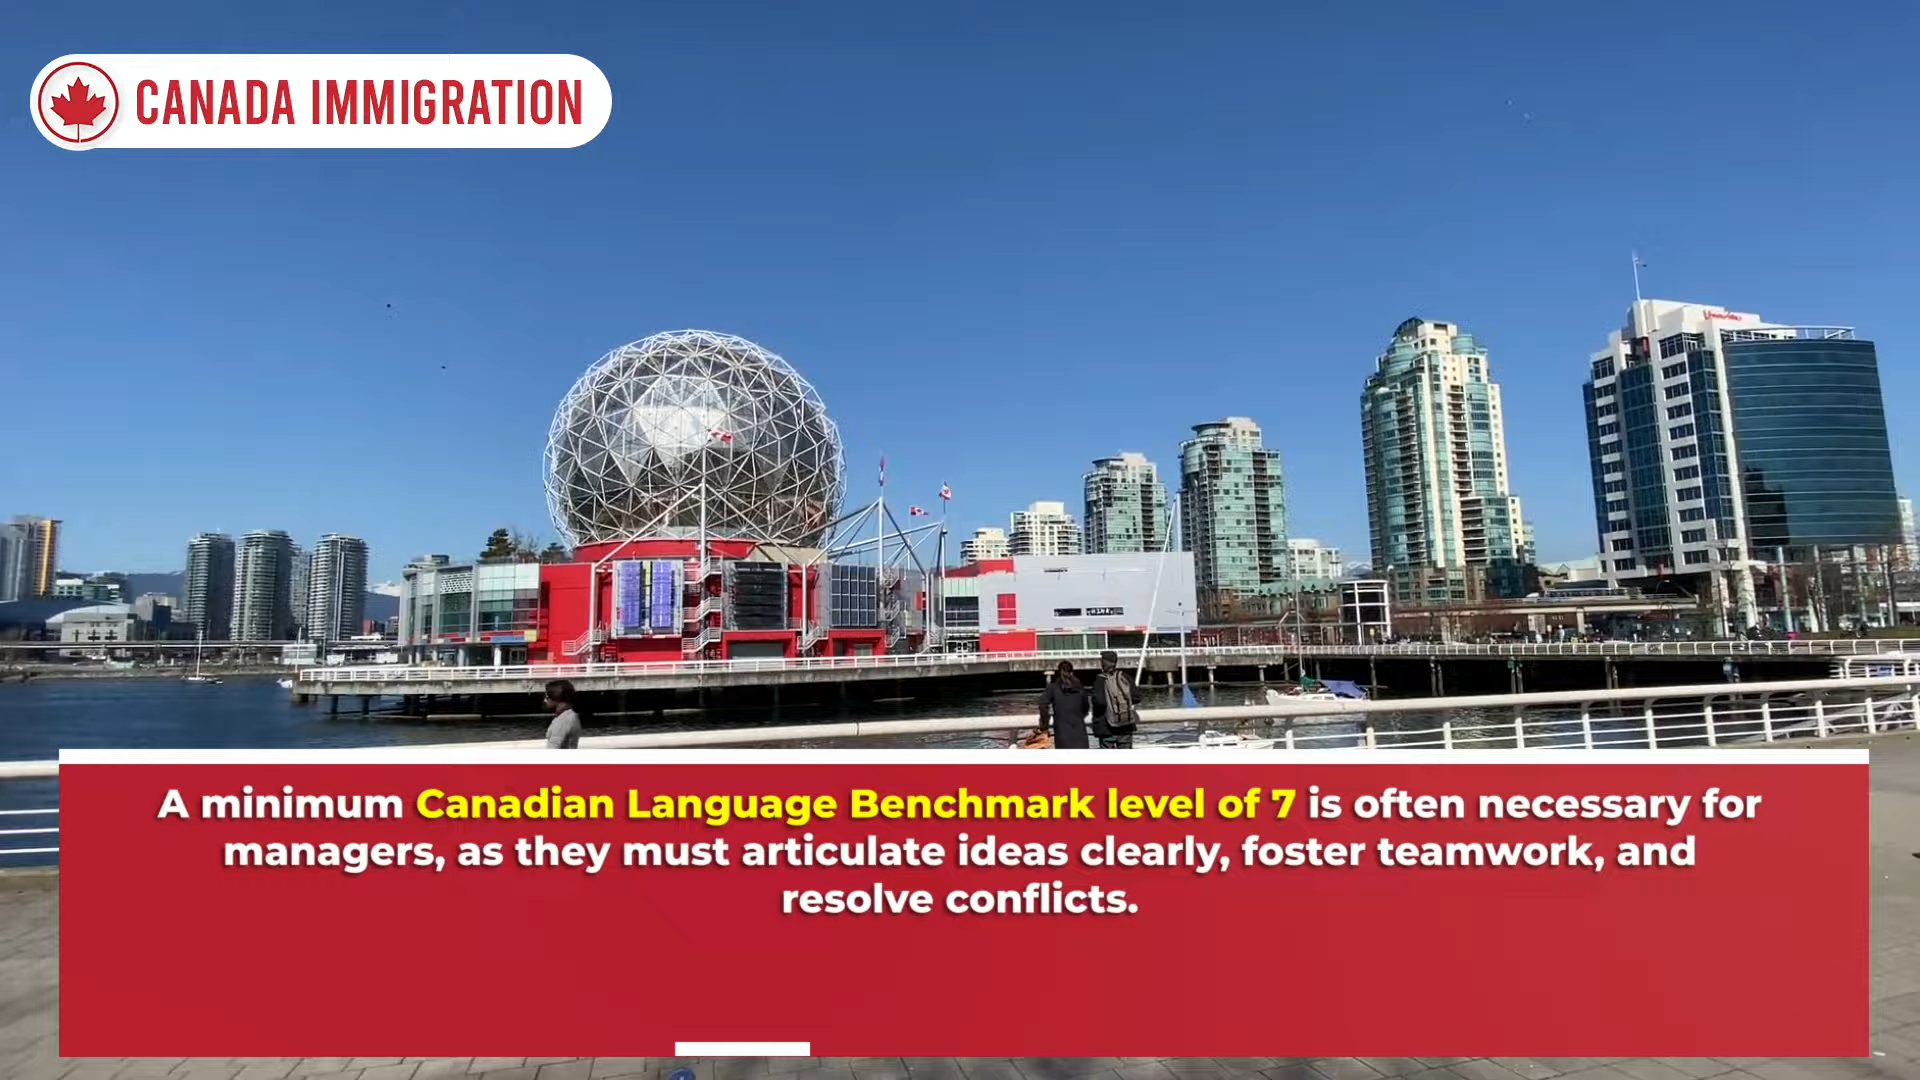 CANADA IMMIGRATION
A minimum Canadian Language Benchmark level of 7 is often necessary for
managers, as they must articulate ideas clearly, foster teamwork, and
resolve conflicts.